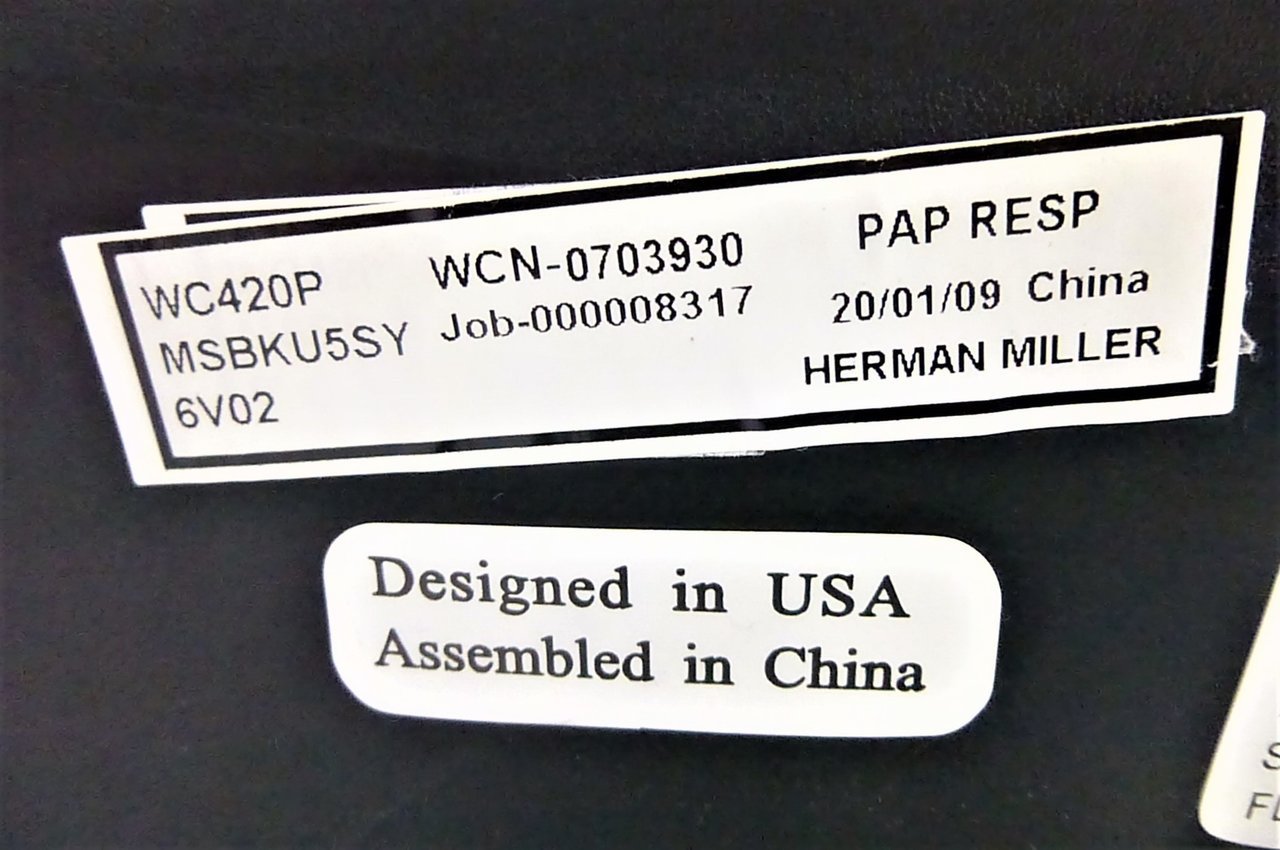 WC420P WCN-0703930 PAP RESP
MSBKU5SY Job-000008317 20/01/09 China
6V02 HERMAN MILLER
Designed in USA
Assembled in China